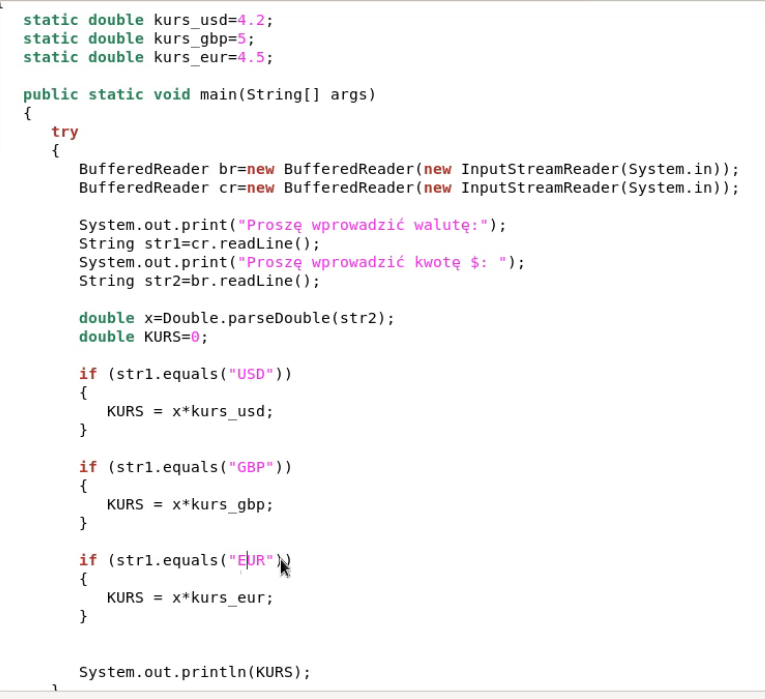 static double kurs_usd=4.2;
static double kurs_gbp=5;
static double kurs_eur=4.5;
public static void main(String[] args)
{
try
{
BufferedReader br=new BufferedReader(new InputStreamReader(System.in));
BufferedReader cr=new BufferedReader(new InputStreamReader(System.in));
System.out.print("Proszę wprowadzić walutę:");
String str1=cr.readLine();
System.out.print("Proszę wprowadzić kwotę $: ");
String str2=br.readLine();
double x=Double.parseDouble(str2);
double KURS=0;
if (str1.equals("USD"))
{
KURS = x*kurs_usd;
}
if (str1.equals("GBP"))
{
KURS = x*kurs_gbp;
}
if (str1.equals("EUR"))
{
KURS = x*kurs_eur;
}
System.out.println(KURS);
}